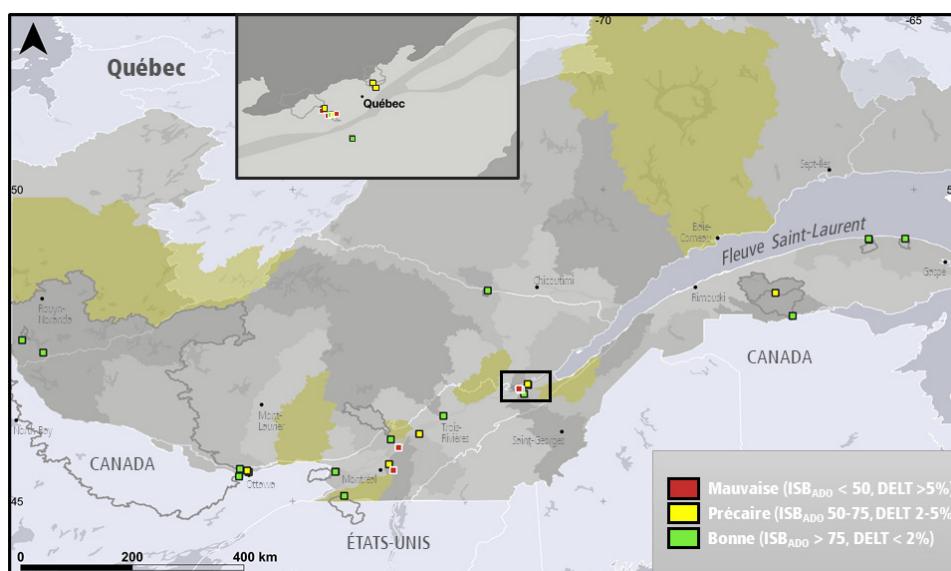 -70
-65
Québec
Québec
Sept-Îles
50
5
Baie-
Comeau
Fleuve Saint-Laurent
Gaspé
Chicoutimi
Rimouski
Rouyn-
Noranda
CANADA
2
Mont-
Laurier
Trois-
Rivières
North Bay
Saint-Georges
CANADA
Ottawa
Montréal
Mauvaise (ISBADO < 50, DELT >5%)
Précaire (ISBADO 50-75, DELT 2-5%
Bonne (ISBADO > 75, DELT < 2%)
45
ÉTATS-UNIS
0 200 400 km